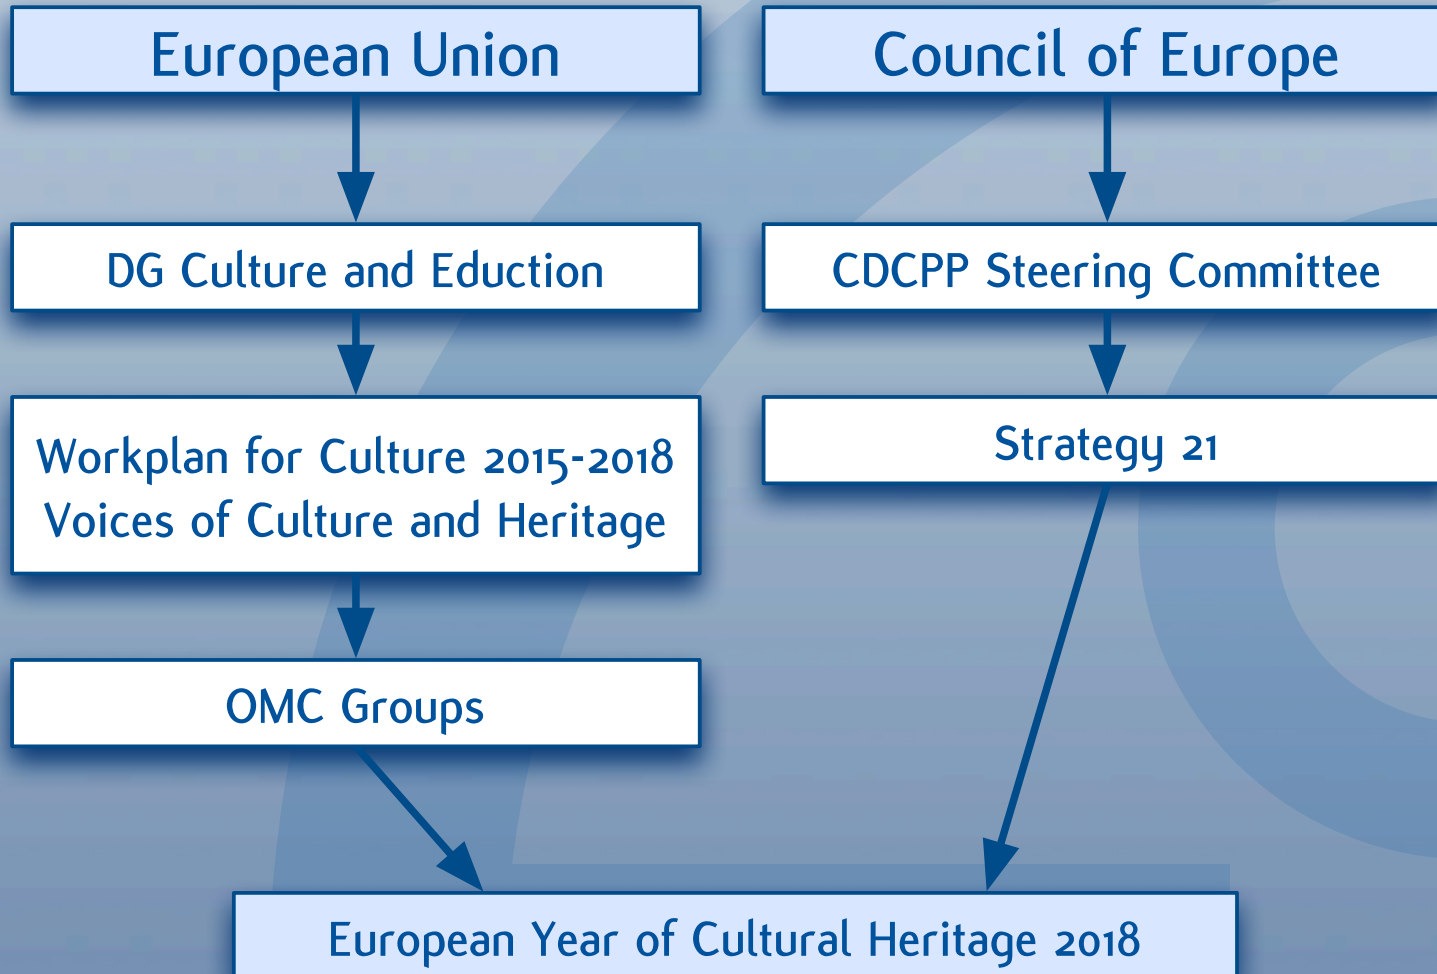 European Union
Council of Europe
DG Culture and Eduction
CDCPP Steering Committee
Workplan for Culture 2015-2018
Voices of Culture and Heritage
Strategy 21
OMC Groups
European Year of Cultural Heritage 2018